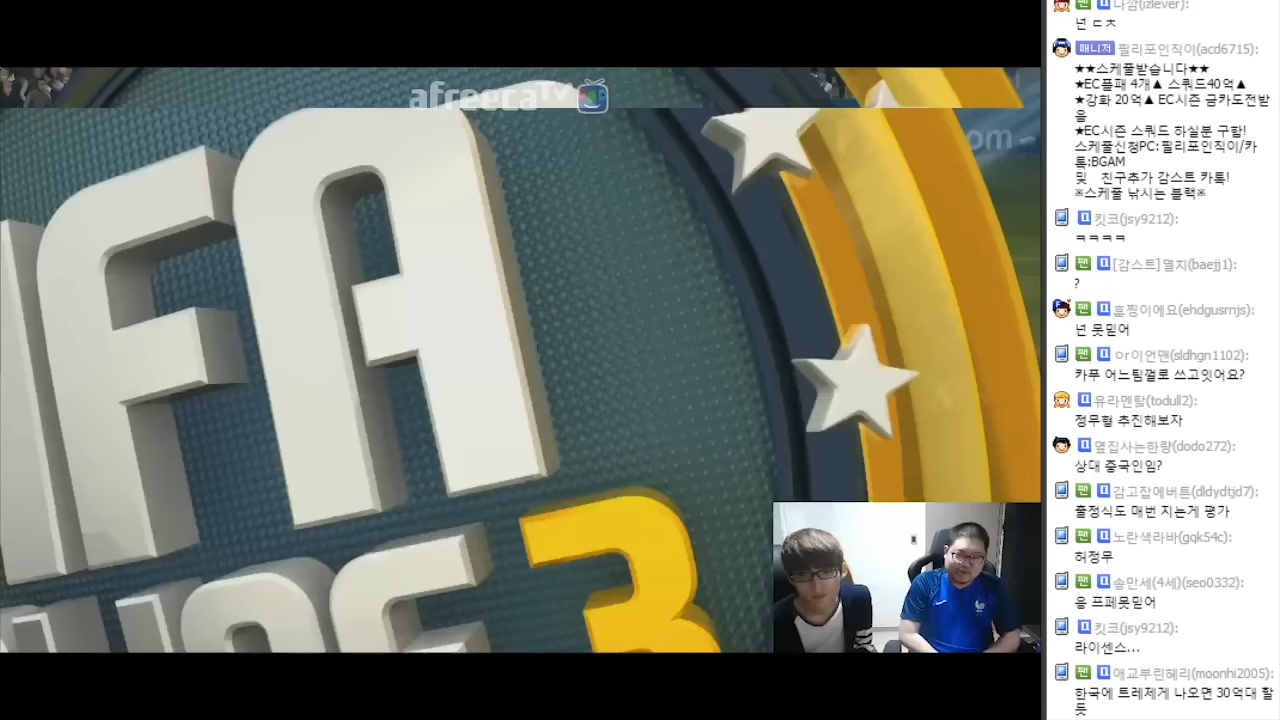 afreecaTV
om
FA
3
나깜(izlever):
넌 ㄷㅊ
매니저 필리포인직이(acd6715):
★★스케쥴받습니다★★
★EC플패 4개▲ 스쿼드40억▲
★강화 20억▲ EC시즌 금카도전받
음
★EC시즌 스쿼드 하실분 구함!
스케쥴신청PC:필리포인직이/카
톡:BGAM
및 친구추가 감스트 카톡!
※스케쥴 낚시는 블랙※
킷코(jsy9212):
ㅋㅋㅋㅋ
팬 [감스트]멸치(baejj1):
?
팬 훈찡이에요(ehdgusrnjs):
넌 못믿어
팬 ㅇr이언맨(sldhgn1102):
카푸 어느팀껄로 쓰고잇어요?
유라멘탈(todull2):
정무형 추진해보자
옆집사는한량(dodo272):
상대 중국인임?
팬 감고잡에버튼(dldydtjd7):
출정식도 매번 지는게 평가
팬 노란색라바(gqk54c):
허정무
팬 송만세(4세)(seo0332):
응 프페못믿어
킷코(jsy9212):
라이센스...
팬 애교부린혜리(moonhi2005):
한국에 트레제게 나오면 30억대 할
듯